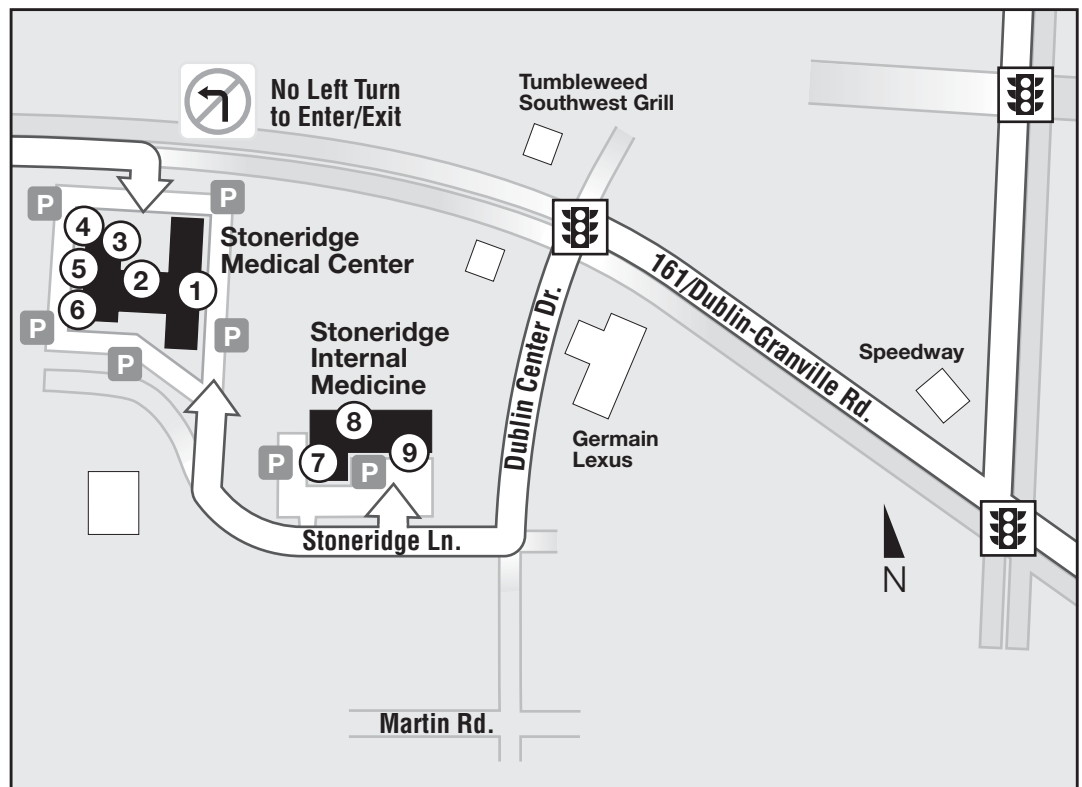 No Left Turn
to Enter/Exit
Tumbleweed
Southwest Grill
P
P
4
3
5
2
1
6
Stoneridge
Medical Center
161/Dublin-Granville Rd.
P
P
P
Stoneridge
Internal
Medicine
Dublin Center Dr.
Speedway
8
7
9
P
P
Germain
Lexus
Stoneridge Ln.
N
Martin Rd.